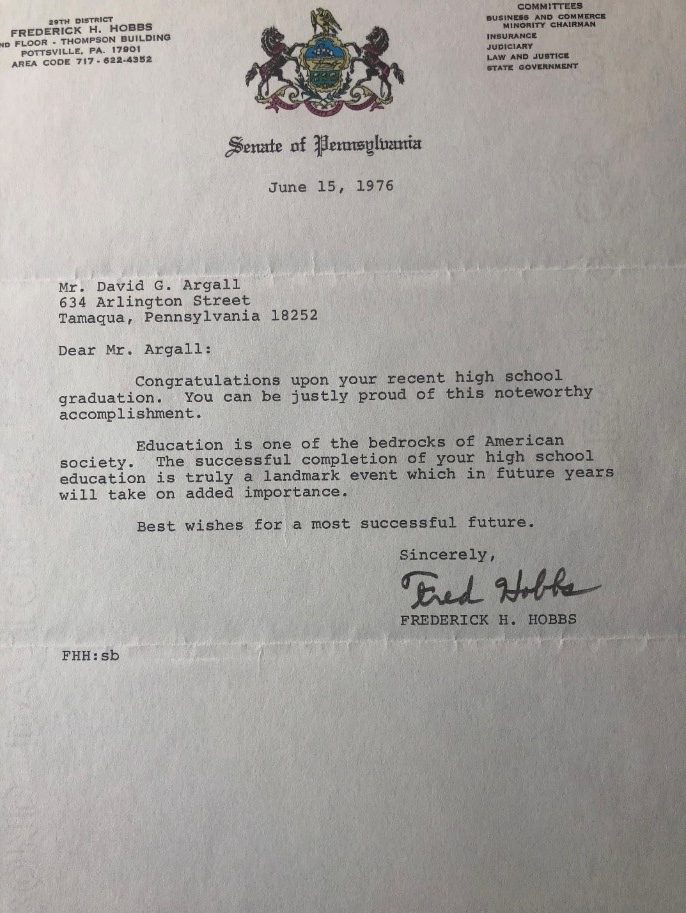 29TH DISTRICT
FREDERICK H. HOBBS
ND FLOOR - THOMPSON BUILDING
POTTSVILLE, PA. 17901
AREA CODE 717 - 622-4352
COMMITTEES
BUSINESS AND COMMERCE
MINORITY CHAIRMAN
INSURANCE
JUDICIARY
LAW AND JUSTICE
STATE GOVERNMENT
Senate of Pennsylvania
June 15, 1976
Mr. David G. Argall
634 Arlington Street
Tamaqua, Pennsylvania 18252
Dear Mr. Argall:
Congratulations upon your recent high school
graduation. You can be justly proud of this noteworthy
accomplishment.
Education is one of the bedrocks of American
society. The successful completion of your high school
education is truly a landmark event which in future years
will take on added importance.
Best wishes for a most successful future.
Sincerely,
Fred Hobbs
FREDERICK H. HOBBS
FHH:sb